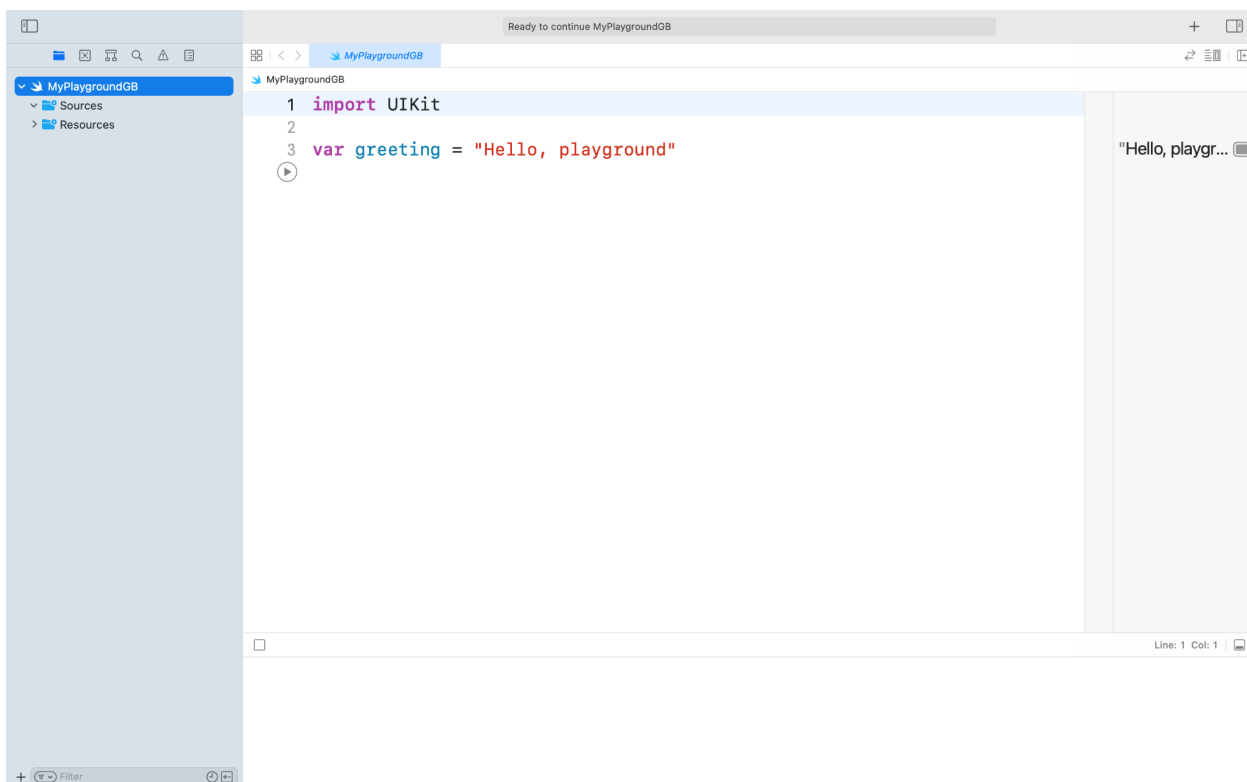 Ready to continue MyPlaygroundGB
MyPlaygroundGB
MyPlaygroundGB
Sources
Resources
MyPlaygroundGB
1 import UIKit
2
3 var greeting = "Hello, playground"
"Hello, playgr...
Line: 1 Col: 1
Filter